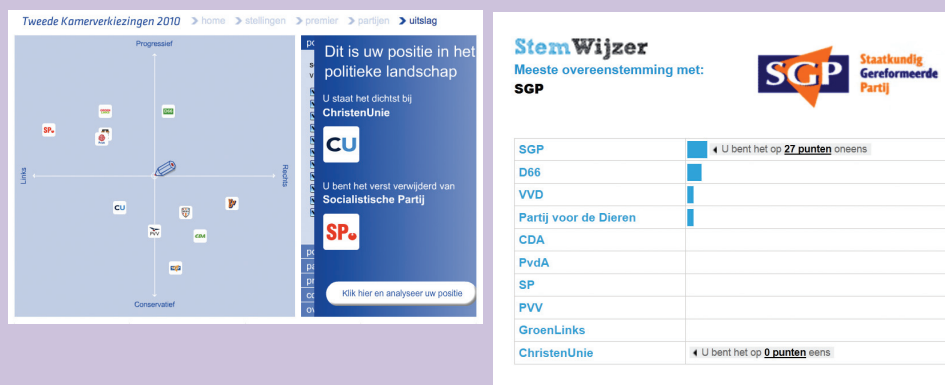 Tweede Kamerverkiezingen 2010 home stellingen premier partijen uitslag
Progressief
Links
Rechts
Conservatief
SP.
CU
PVV
CDA
D66
Dit is uw positie in het
politieke landschap
U staat het dichtst bij
ChristenUnie
CU
U bent het verst verwijderd van
Socialistische Partij
SP.
Klik hier en analyseer uw positie
StemWijzer
Meeste overeenstemming met:
SGP
SGP
Staatkundig
Gereformeerde
Partij
SGP U bent het op 27 punten oneens
D66
VVD
Partij voor de Dieren
CDA
PvdA
SP
PVV
GroenLinks
ChristenUnie U bent het op 0 punten eens